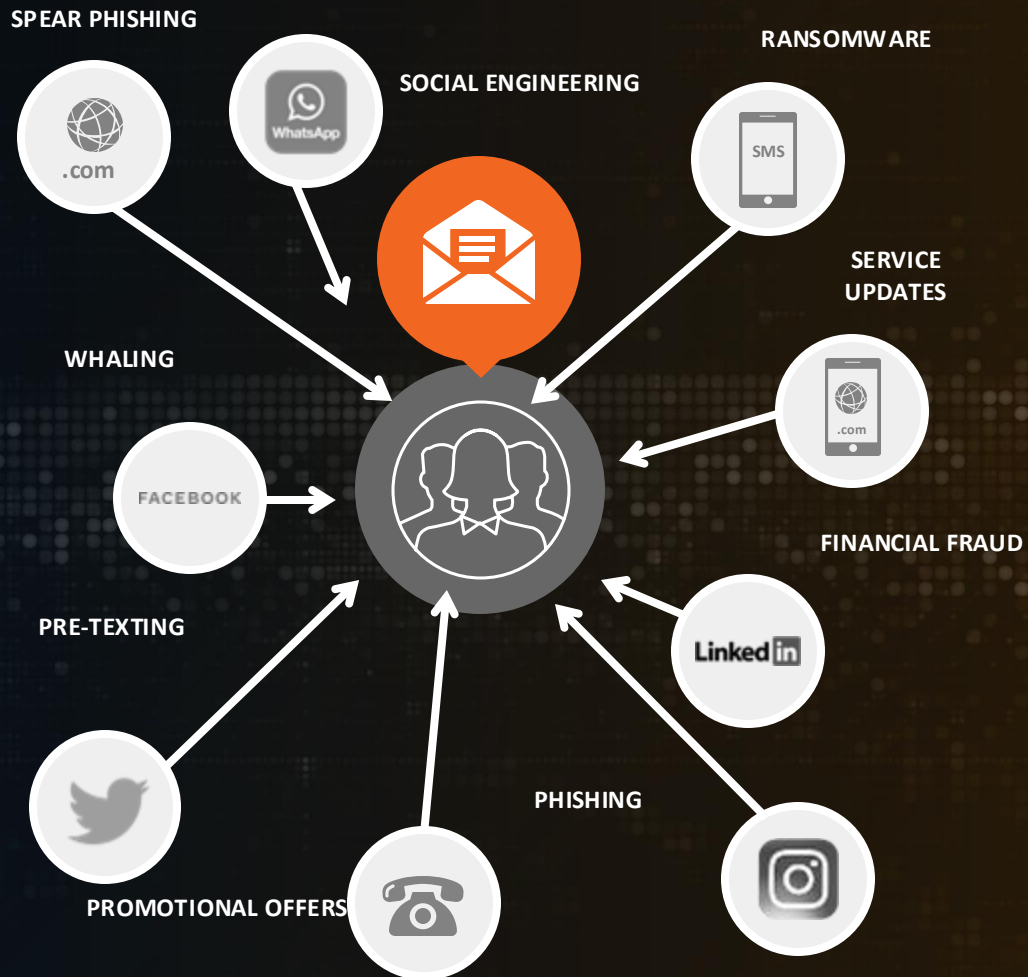 SPEAR PHISHING
RANSOMWARE
SOCIAL ENGINEERING
WhatsApp
SMS
.com
SERVICE
UPDATES
WHALING
.com
FACEBOOK
FINANCIAL FRAUD
PRE-TEXTING
Linked in
PHISHING
PROMOTIONAL OFFERS